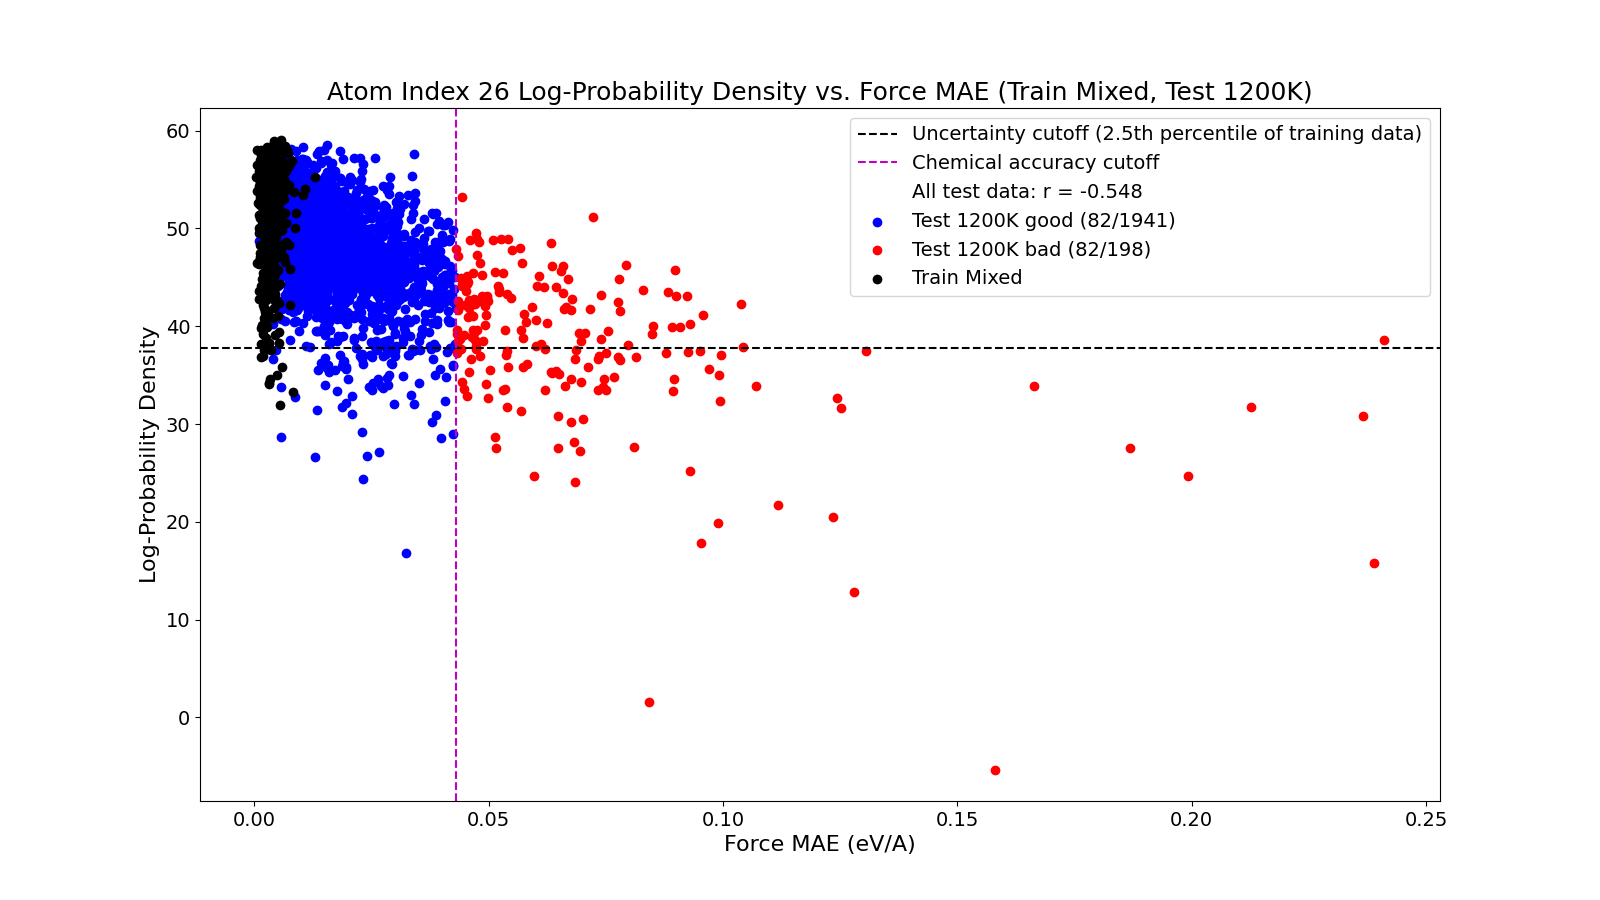 Atom Index 26 Log-Probability Density vs. Force MAE (Train Mixed, Test 1200K)
Uncertainty cutoff (2.5th percentile of training data)
Chemical accuracy cutoff
All test data: r = -0.548
Test 1200K good (82/1941)
Test 1200K bad (82/198)
Train Mixed
Log-Probability Density
60
50
40
30
20
10
0
0.00 0.05 0.10 0.15 0.20 0.25
Force MAE (eV/A)